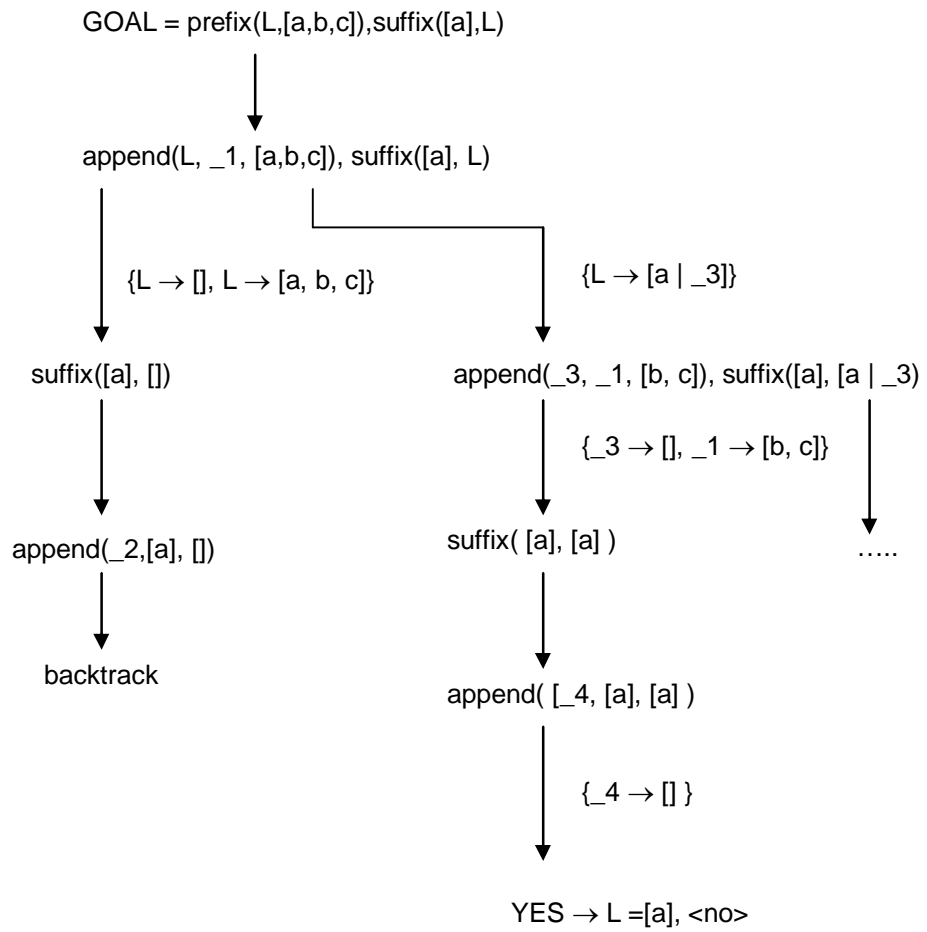 GOAL = prefix(L,[a,b,c]),suffix([a],L)
append(L, _1, [a,b,c]), suffix([a], L)
{L → [], L → [a, b, c]}
{L → [a | _3]}
suffix([a], [])
append(_3, _1, [b, c]), suffix([a], [a | _3)
{_3 → [], _1 → [b, c]}
append(_2,[a], [])
suffix( [a], [a] )
…..
backtrack
append( [_4, [a], [a] )
{_4 → [] }
YES → L =[a], <no>